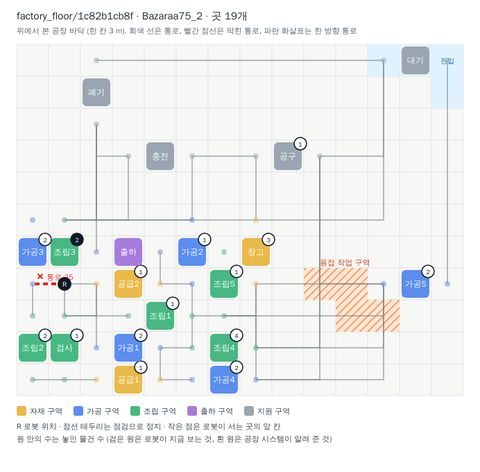 factory_floor/1c82b1cb8f · Bazaraa75_2 · 곳 19개
위에서 본 공장 바닥 (한 칸 3 m). 회색 선은 통로, 빨간 점선은 막힌 통로, 파란 화살표는 한 방향 통로
대기
폐기
충전
공구 1
가공3 2
조립3 2
출하
가공2 1
창고 3
용접 작업 구역
✖ 통로 25
R
공급2 1
조립5 1
가공5 2
조립1 1
조립2 2
검사 1
가공1 2
조립4 4
공급1 1
가공4 2
자재 구역 가공 구역 조립 구역 출하 구역 지원 구역
R 로봇 위치 · 점선 테두리는 점검으로 정지 · 작은 점은 로봇이 서는 곳의 앞 칸
원 안의 수는 놓인 물건 수 (검은 원은 로봇이 지금 보는 것, 흰 원은 공장 시스템이 알려 준 것)